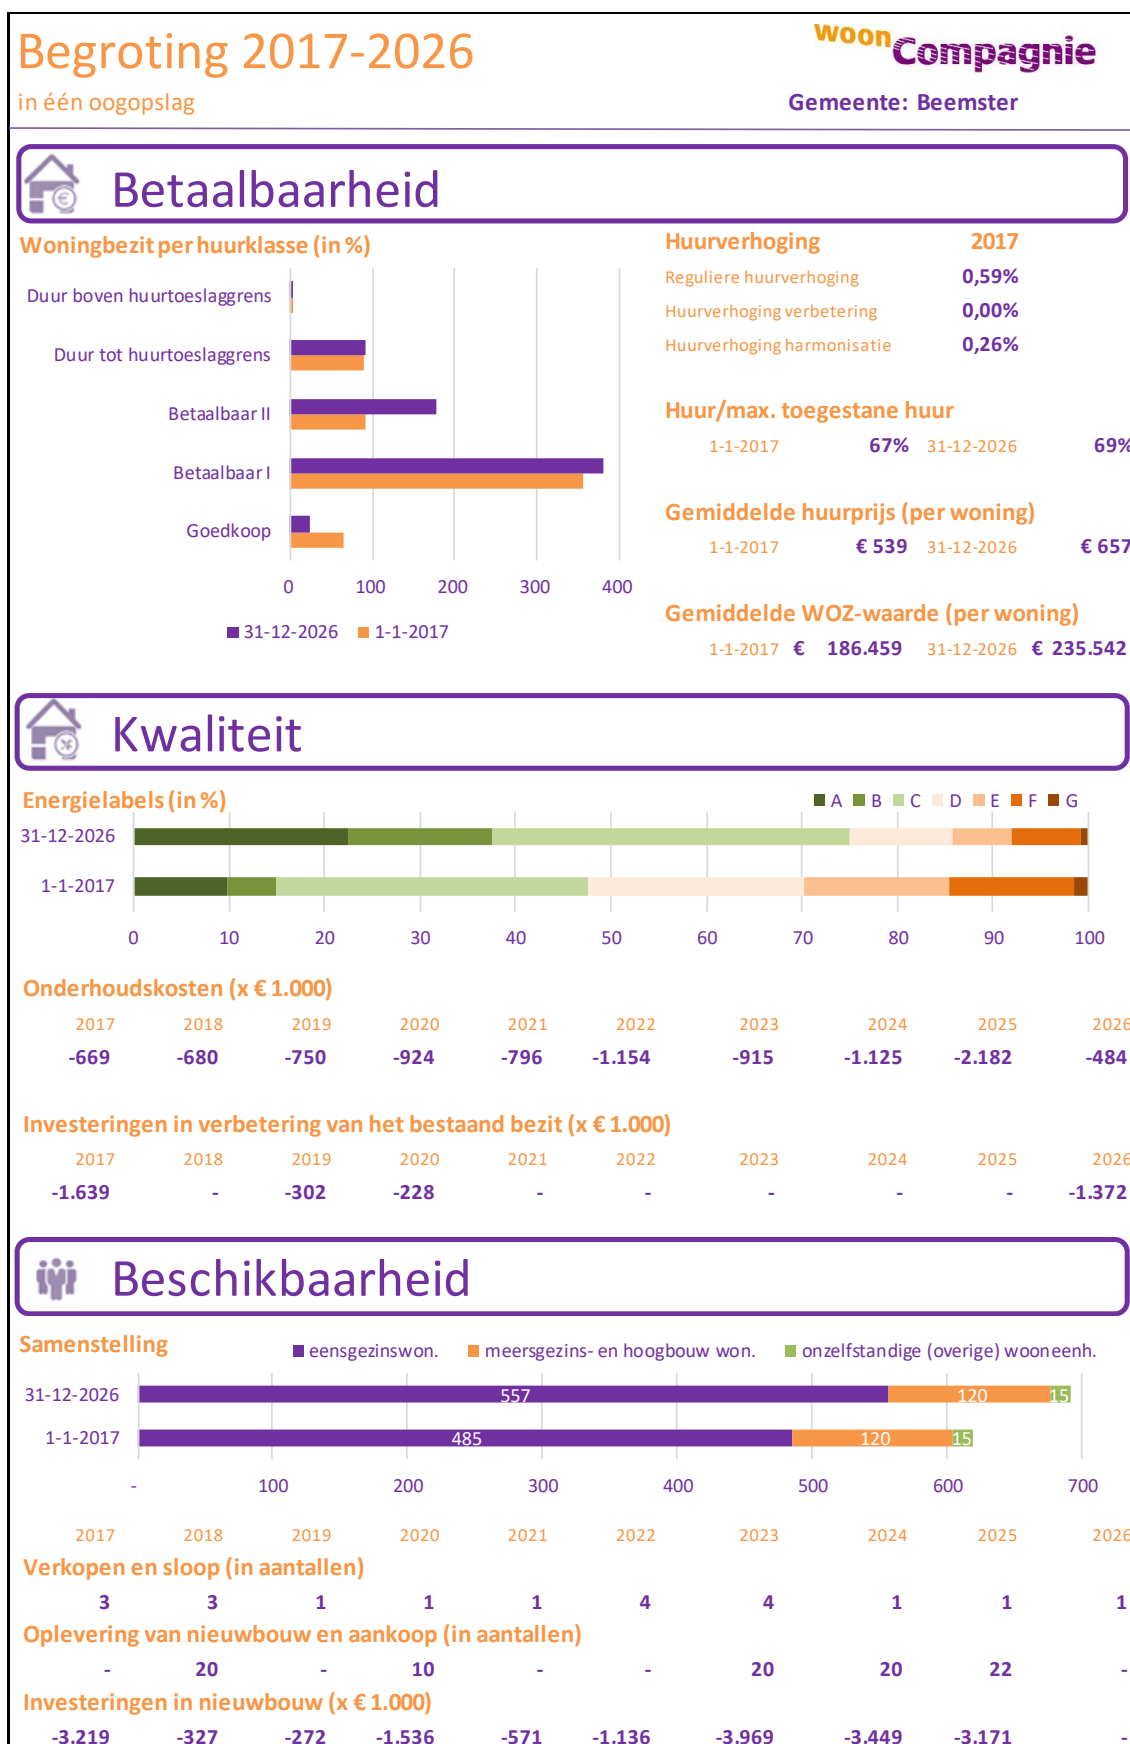 Begroting 2017-2026
woonCompagnie
in één oogopslag
Gemeente: Beemster
Betaalbaarheid
Woningbezit per huurklasse (in %)
Duur boven huurtoeslaggrens
Duur tot huurtoeslaggrens
Betaalbaar II
Betaalbaar I
Goedkoop
0 100 200 300 400
31-12-2026 1-1-2017
Huurverhoging 2017
Reguliere huurverhoging 0,59%
Huurverhoging verbetering 0,00%
Huurverhoging harmonisatie 0,26%
Huur/max. toegestane huur
1-1-2017 67% 31-12-2026 69%
Gemiddelde huurprijs (per woning)
1-1-2017 € 539 31-12-2026 € 657
Gemiddelde WOZ-waarde (per woning)
1-1-2017 € 186.459 31-12-2026 € 235.542
Kwaliteit
Energielabels (in %)
A B C D E F G
31-12-2026
1-1-2017
0 10 20 30 40 50 60 70 80 90 100
Onderhoudskosten (x € 1.000)
2017 2018 2019 2020 2021 2022 2023 2024 2025 2026
-669 -680 -750 -924 -796 -1.154 -915 -1.125 -2.182 -484
Investeringen in verbetering van het bestaand bezit (x € 1.000)
2017 2018 2019 2020 2021 2022 2023 2024 2025 2026
-1.639 - -302 -228 - - - - - -1.372
Beschikbaarheid
Samenstelling
eensgezinswon. meersgezins- en hoogbouw won. onzelfstandige (overige) wooneenh.
31-12-2026 557 120 15
1-1-2017 485 120 15
- 100 200 300 400 500 600 700
2017 2018 2019 2020 2021 2022 2023 2024 2025 2026
Verkopen en sloop (in aantallen)
3 3 1 1 1 4 4 1 1 1
Oplevering van nieuwbouw en aankoop (in aantallen)
- 20 - 10 - - 20 20 22 -
Investeringen in nieuwbouw (x € 1.000)
-3.219 -327 -272 -1.536 -571 -1.136 -3.969 -3.449 -3.171 -